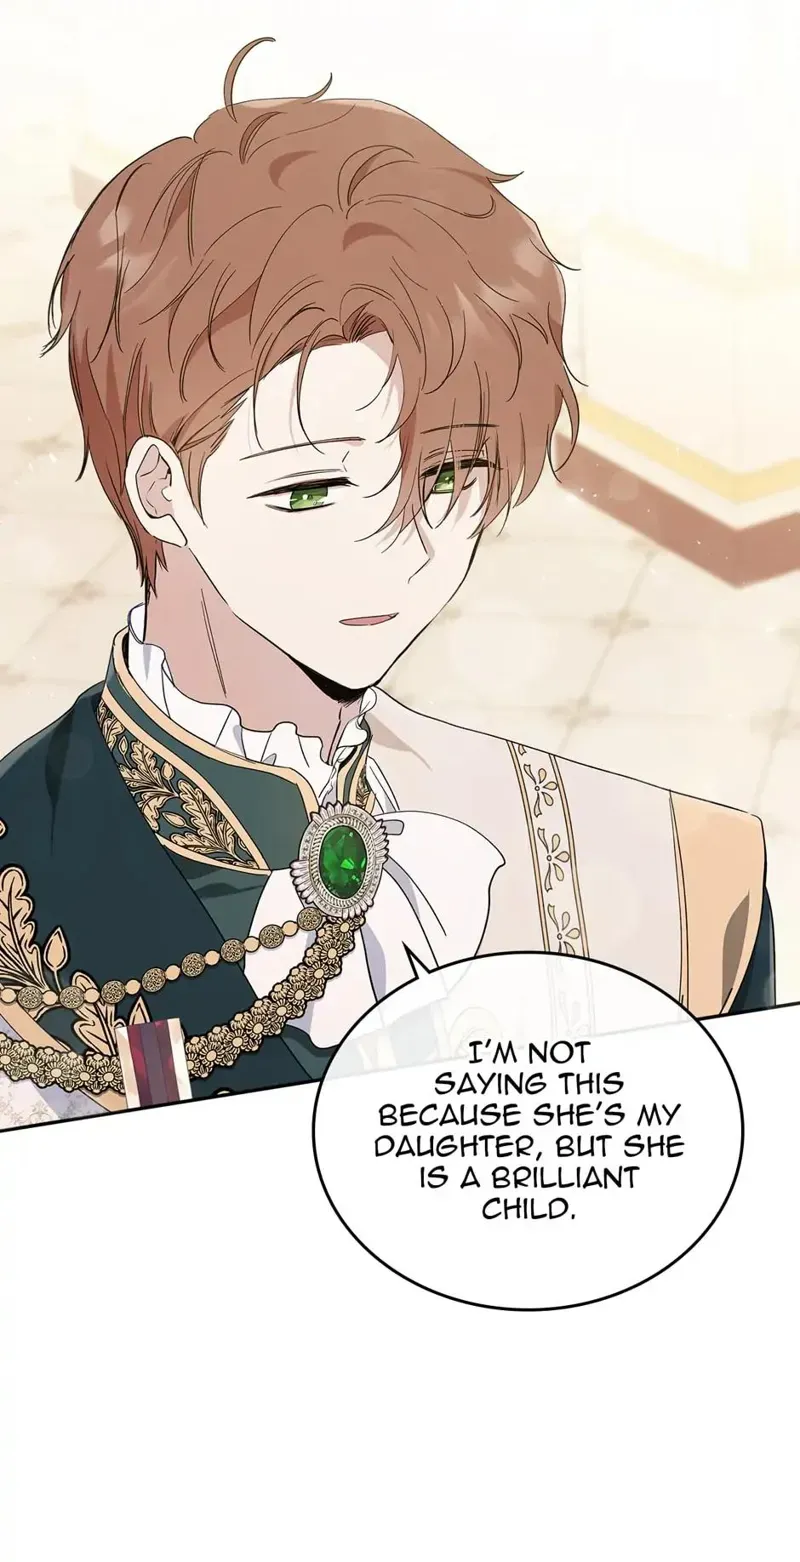 I'M NOT
SAYING THIS
BECAUSE SHE'S MY
DAUGHTER, BUT SHE
IS A BRILLIANT
CHILD.